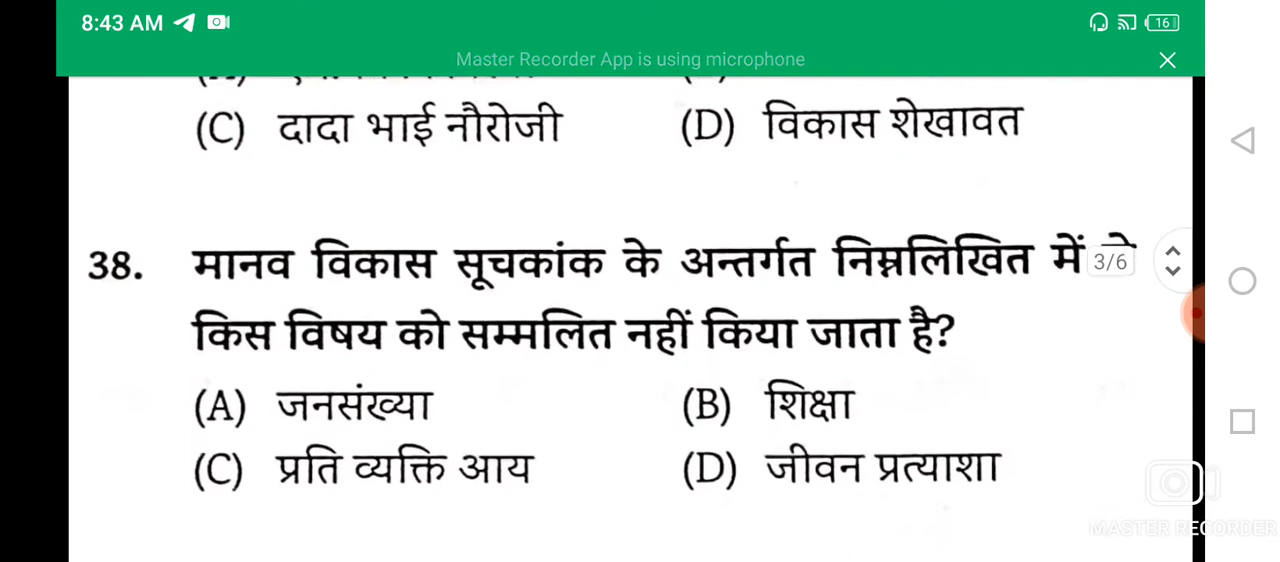 8:43 AM
16
Master Recorder App is using microphone
(C) दादा भाई नौरोजी (D) विकास शेखावत
38. मानव विकास सूचकांक के अन्तर्गत निम्नलिखित में
3/6
किस विषय को सम्मलित नहीं किया जाता है?
(A) जनसंख्या (B) शिक्षा
(C) प्रति व्यक्ति आय (D) जीवन प्रत्याशा
MASTER RECORDER